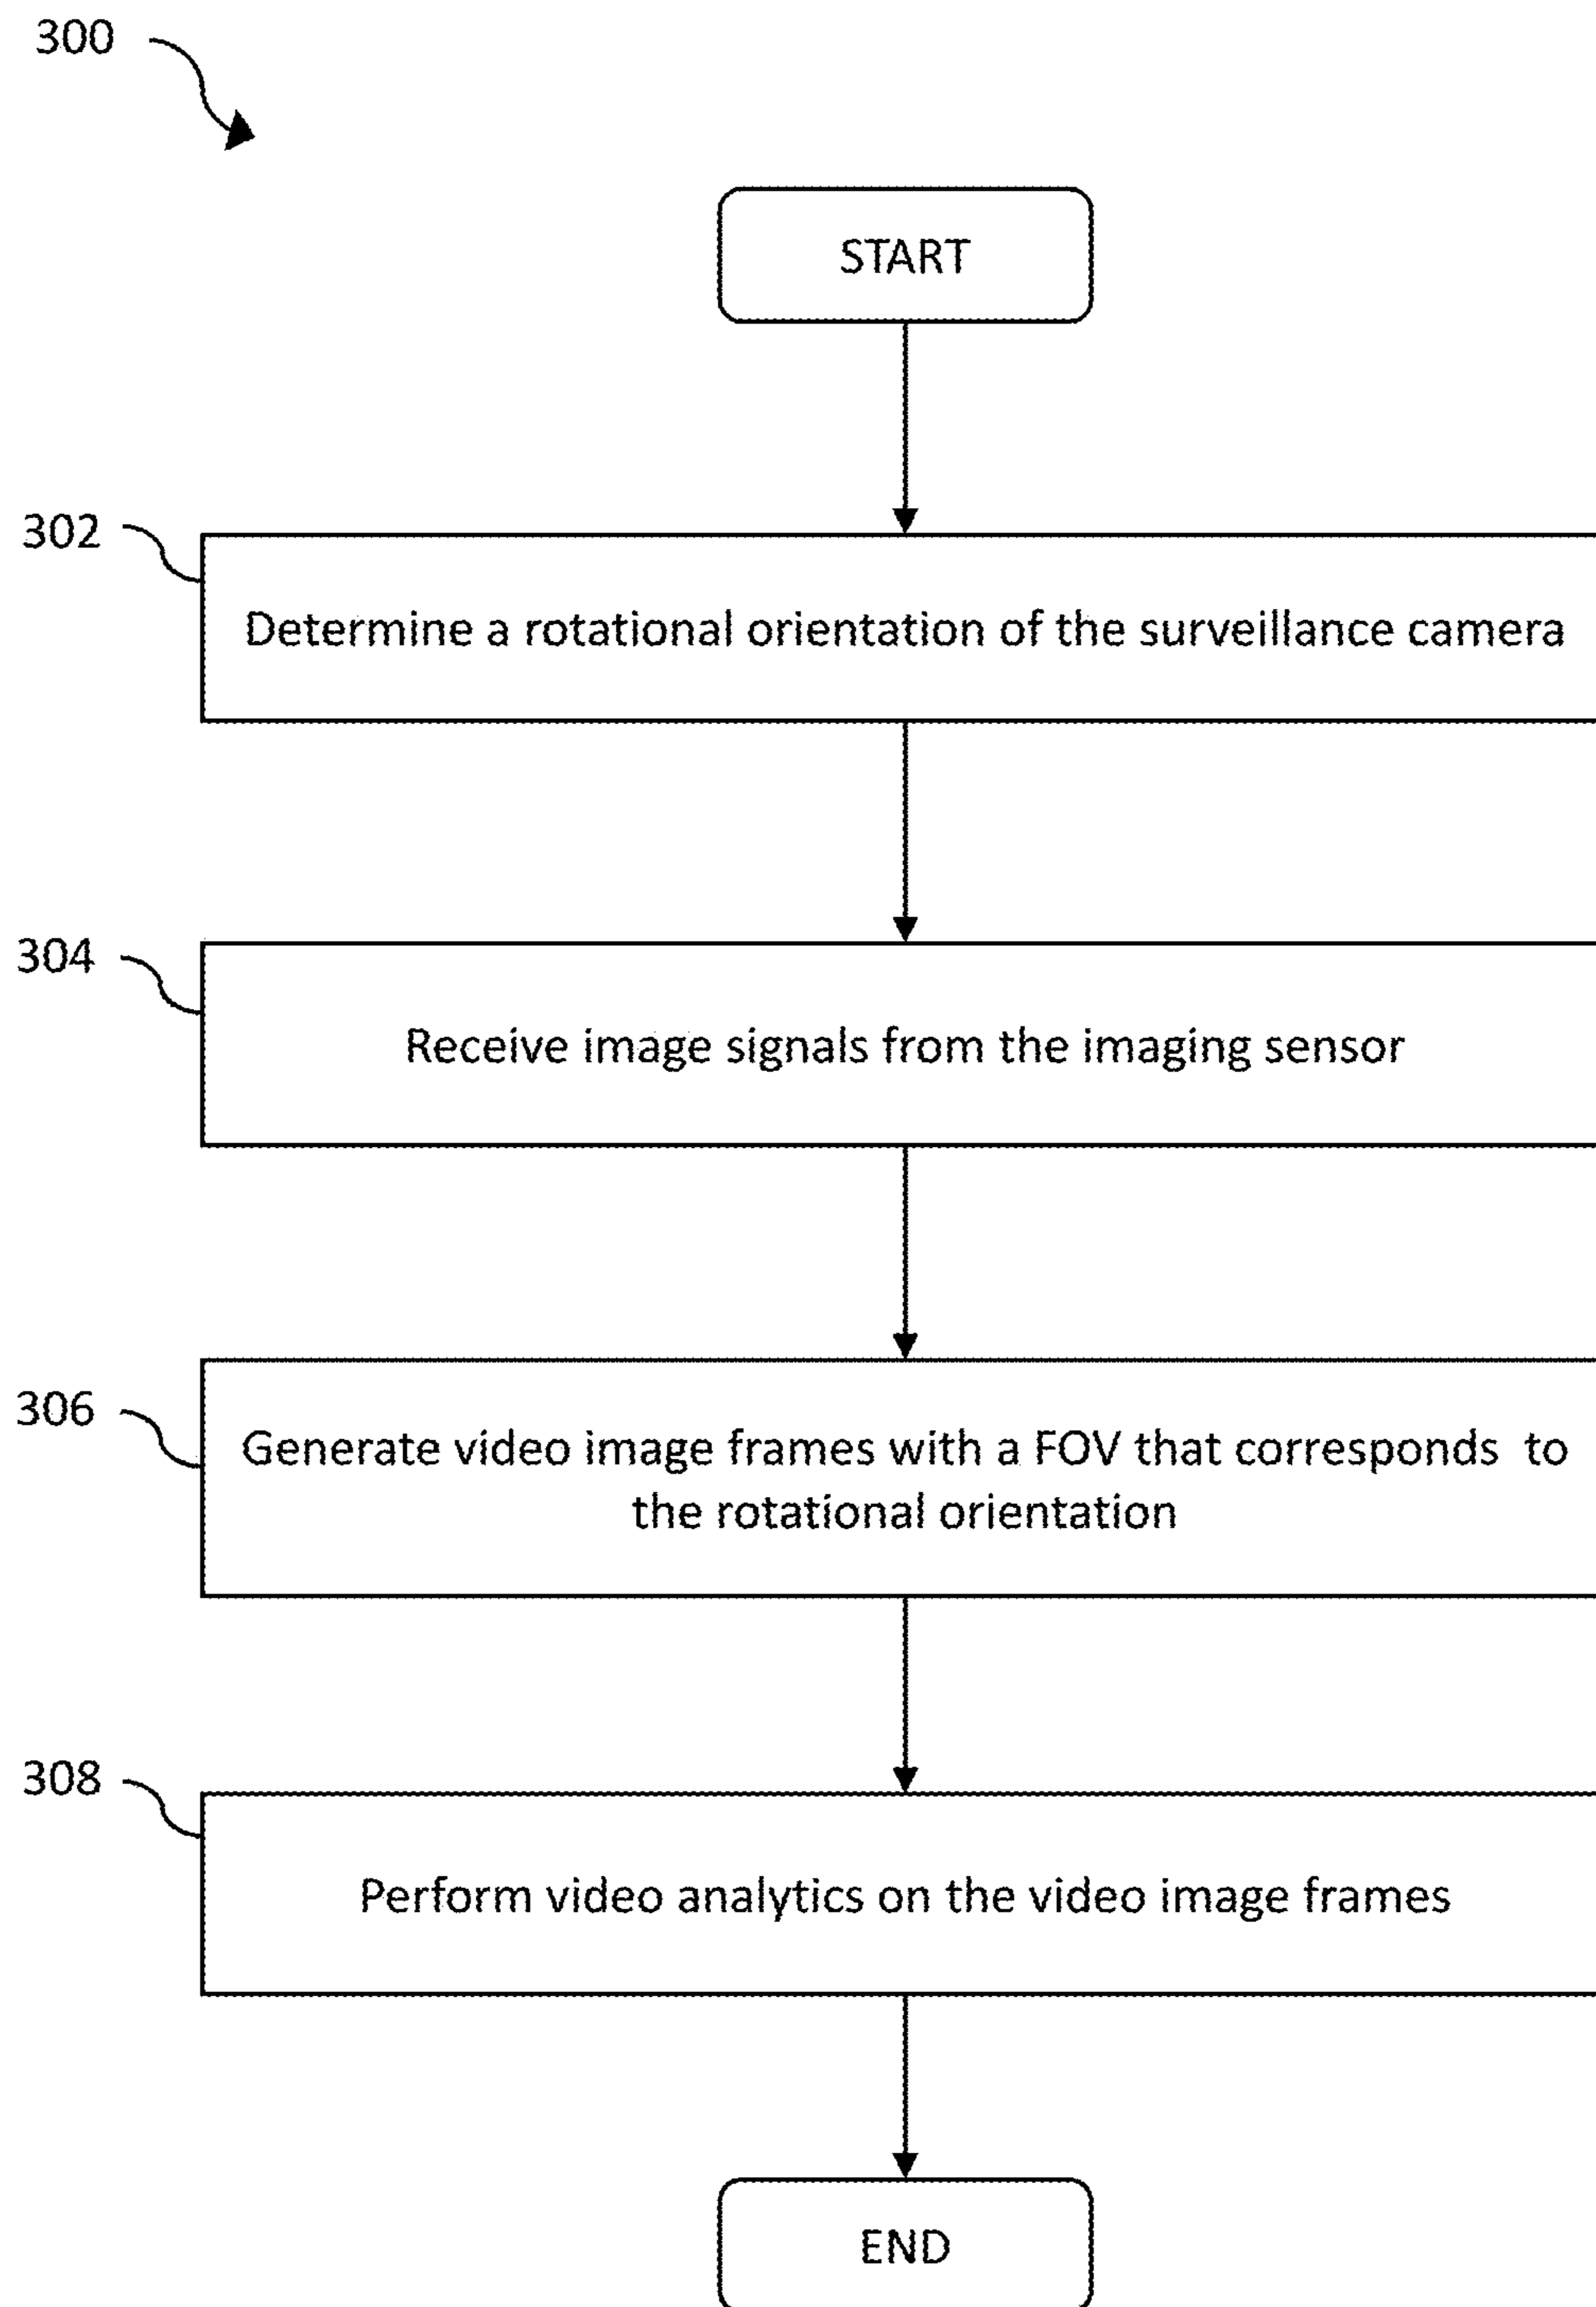 300
START
302
Determine a rotational orientation of the surveillance camera
304
Receive image signals from the imaging sensor
306
Generate video image frames with a FOV that corresponds to
the rotational orientation
308
Perform video analytics on the video image frames
END